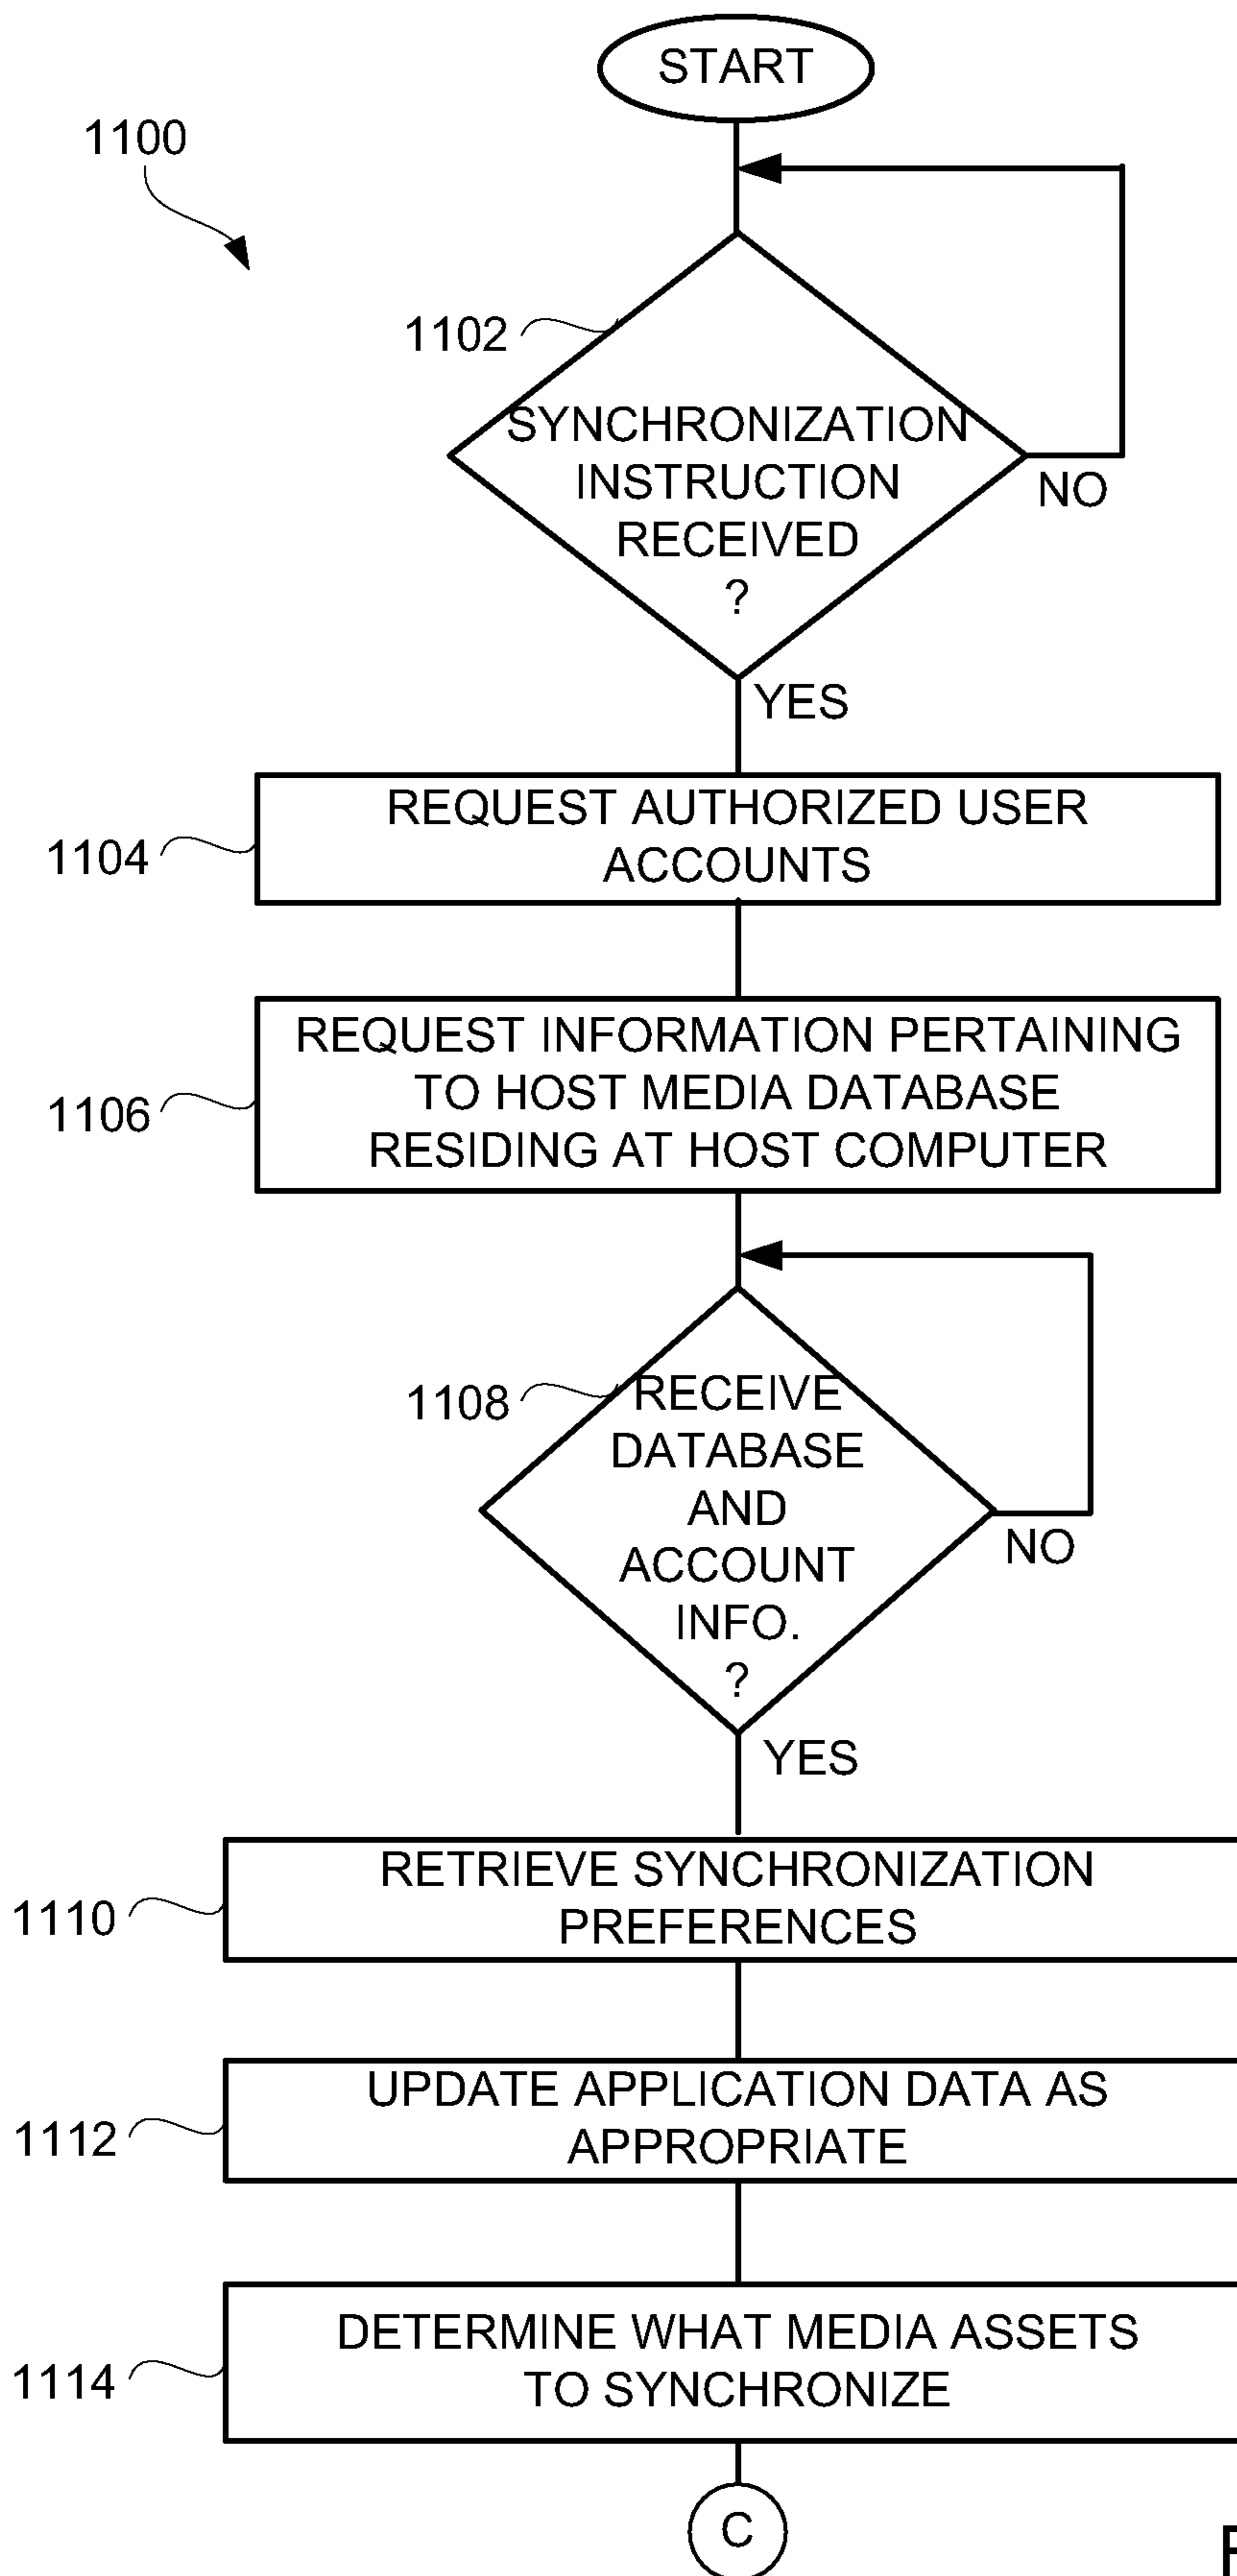 START
1100
1102
SYNCHRONIZATION
INSTRUCTION
RECEIVED
?
NO
YES
1104
REQUEST AUTHORIZED USER
ACCOUNTS
1106
REQUEST INFORMATION PERTAINING
TO HOST MEDIA DATABASE
RESIDING AT HOST COMPUTER
1108
RECEIVE
DATABASE
AND
ACCOUNT
INFO.
?
NO
YES
1110
RETRIEVE SYNCHRONIZATION
PREFERENCES
1112
UPDATE APPLICATION DATA AS
APPROPRIATE
1114
DETERMINE WHAT MEDIA ASSETS
TO SYNCHRONIZE
C